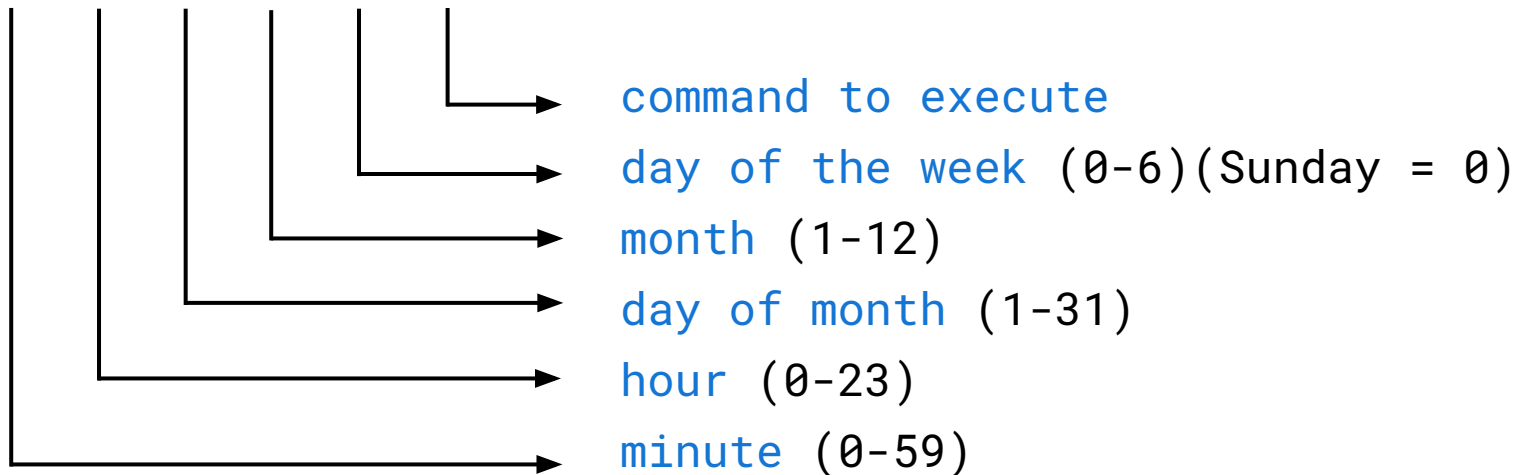 command to execute
day of the week (0-6)(Sunday = 0)
month (1-12)
day of month (1-31)
hour (0-23)
minute (0-59)